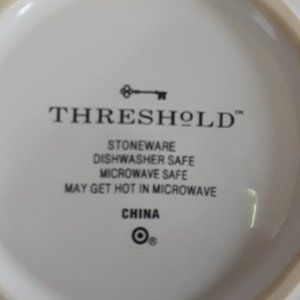 THRESHOLD™
STONEWARE
DISHWASHER SAFE
MICROWAVE SAFE
MAY GET HOT IN MICROWAVE
CHINA
®